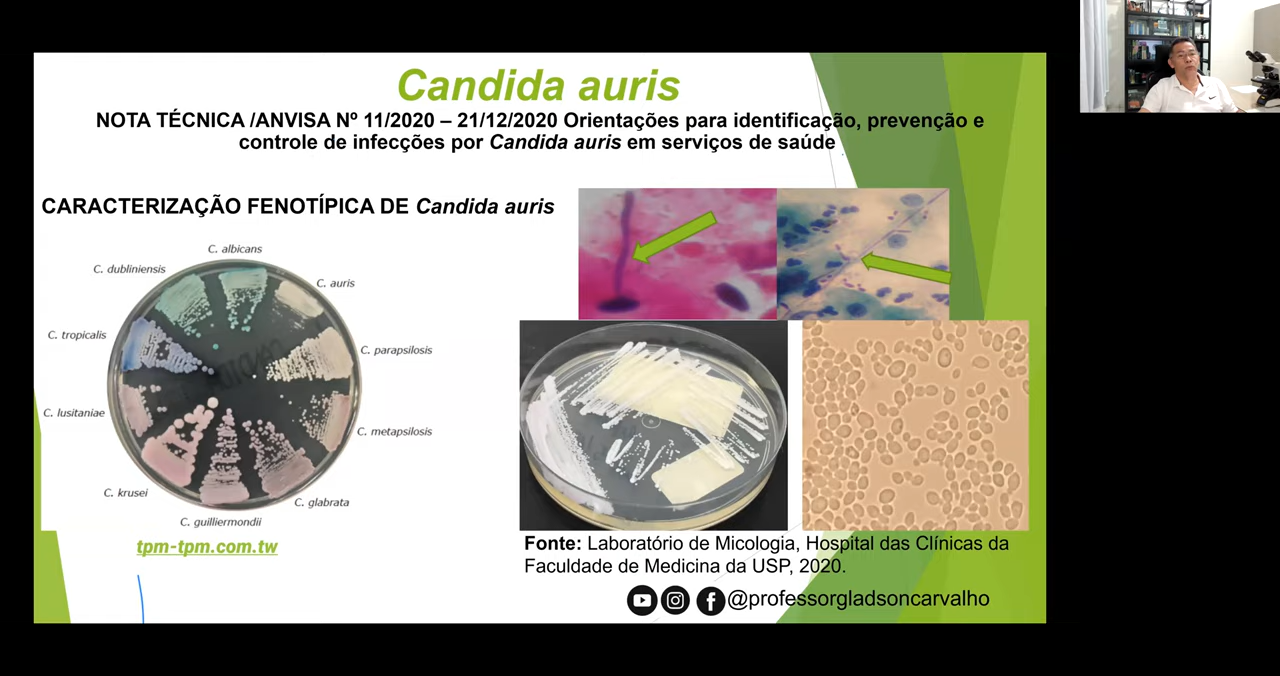 Candida auris
NOTA TÉCNICA /ANVISA Nº 11/2020 – 21/12/2020 Orientações para identificação, prevenção e
controle de infecções por Candida auris em serviços de saúde
CARACTERIZAÇÃO FENOTÍPICA DE Candida auris
C. albicans
C. dubliniensis
C. auris
C. tropicalis
C. parapsilosis
C. lusitaniae
C. metapsilosis
C. krusei
C. glabrata
C. guilliermondii
tpm-tpm.com.tw
Fonte: Laboratório de Micologia, Hospital das Clínicas da
Faculdade de Medicina da USP, 2020.
@professorgladsoncarvalho